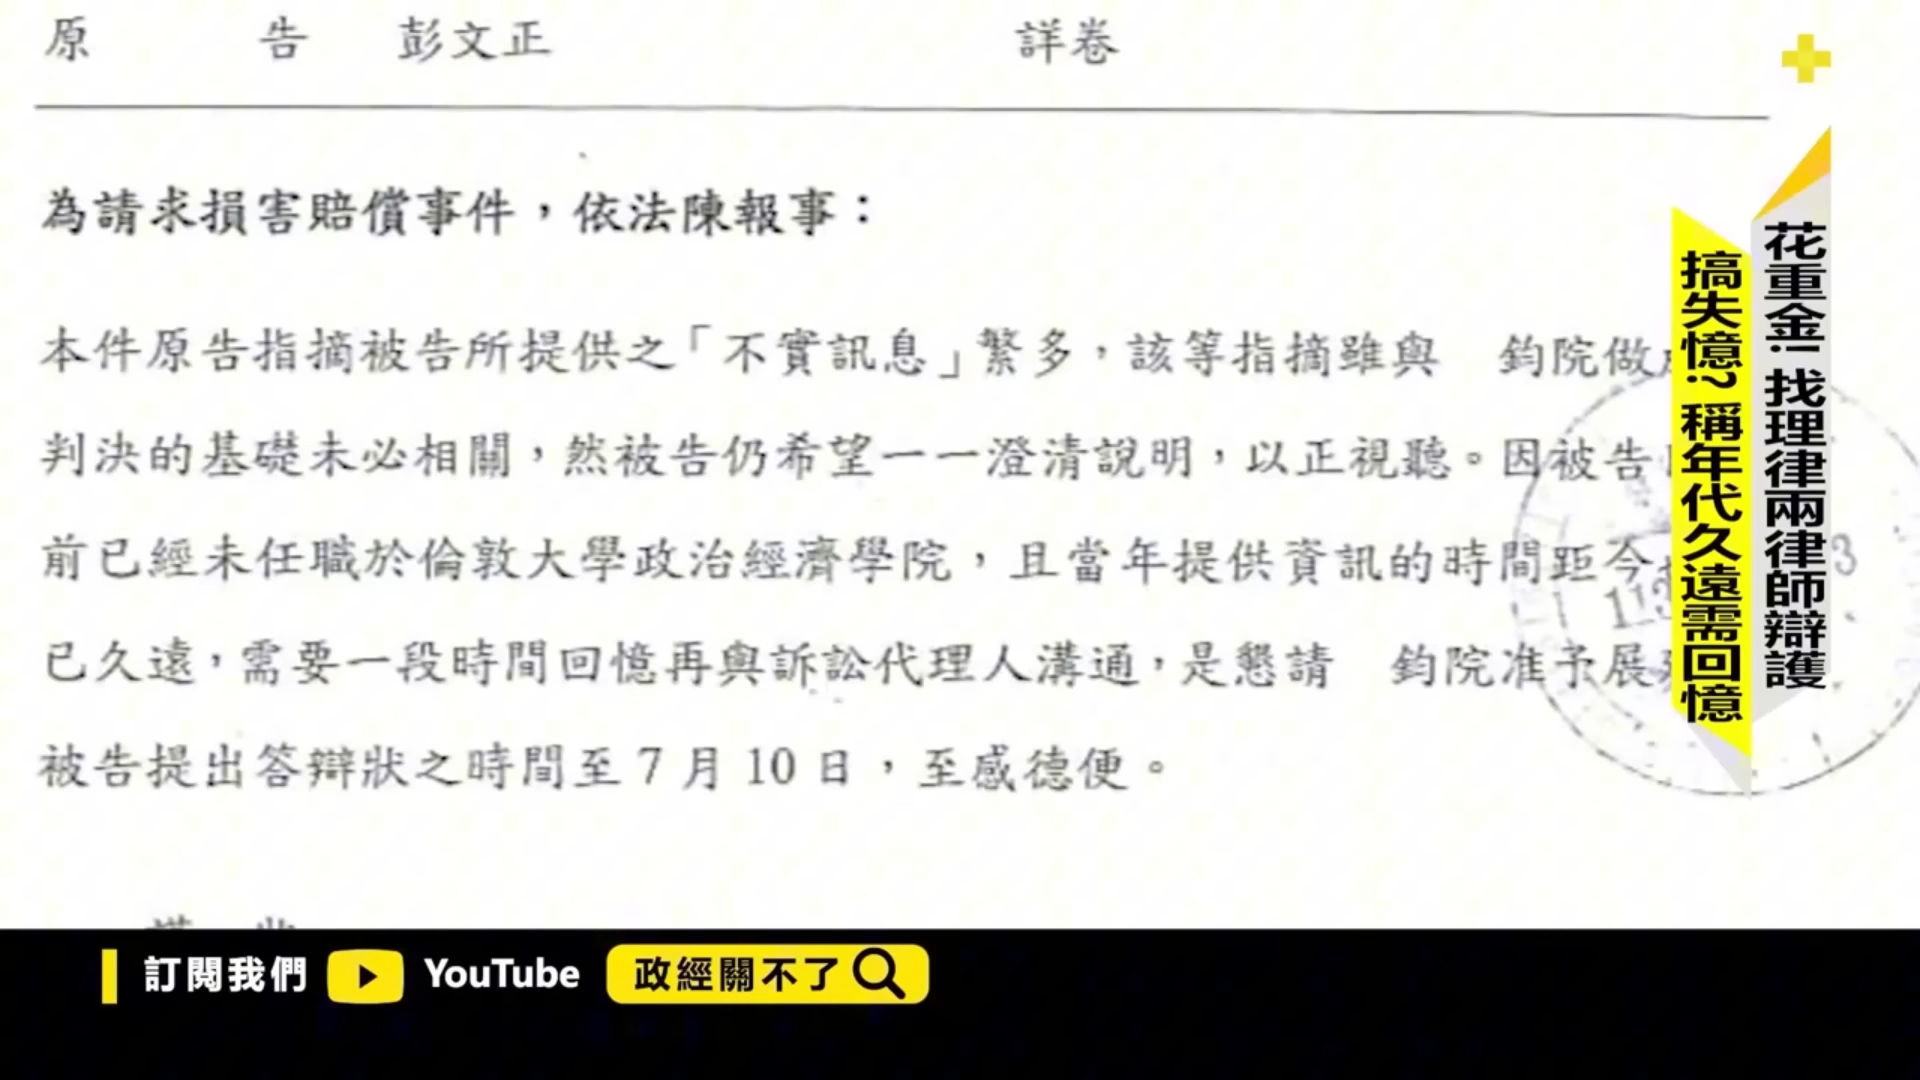 原 告 彭文正 詳卷
為請求損害賠償事件，依法陳報事：
本件原告指摘被告所提供之「不實訊息」繁多，該等指摘雖與 鈞院做
判決的基礎未必相關，然被告仍希望一一澄清說明，以正視聽。因被告
前已經未任職於倫敦大學政治經濟學院，且當年提供資訊的時間距今
已久遠，需要一段時間回憶再與訴訟代理人溝通，是懇請 鈞院准予展
被告提出答辯狀之時間至7月10日，至感德便。
花重金! 找理律兩律師辯護
搞失憶!? 稱年代久遠需回憶
訂閱我們 YouTube 政經關不了